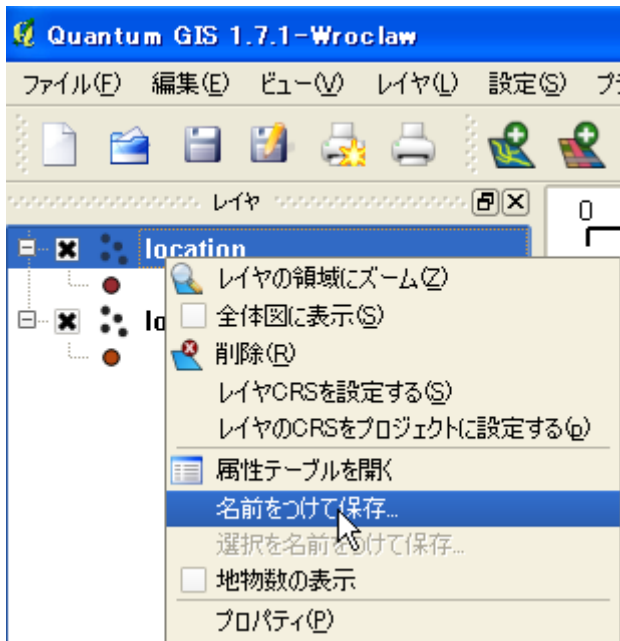 Quantum GIS 1.7.1-Wroclaw
ファイル(F) 編集(E) ビュー(V) レイヤ(L) 設定(S)
レイヤ
0
location
レイヤの領域にズーム(Z)
全体図に表示(S)
削除(R)
レイヤCRSを設定する(S)
レイヤのCRSをプロジェクトに設定する(p)
属性テーブルを開く
名前をつけて保存...
選択を名前をつけて保存...
地物数の表示
プロパティ(P)